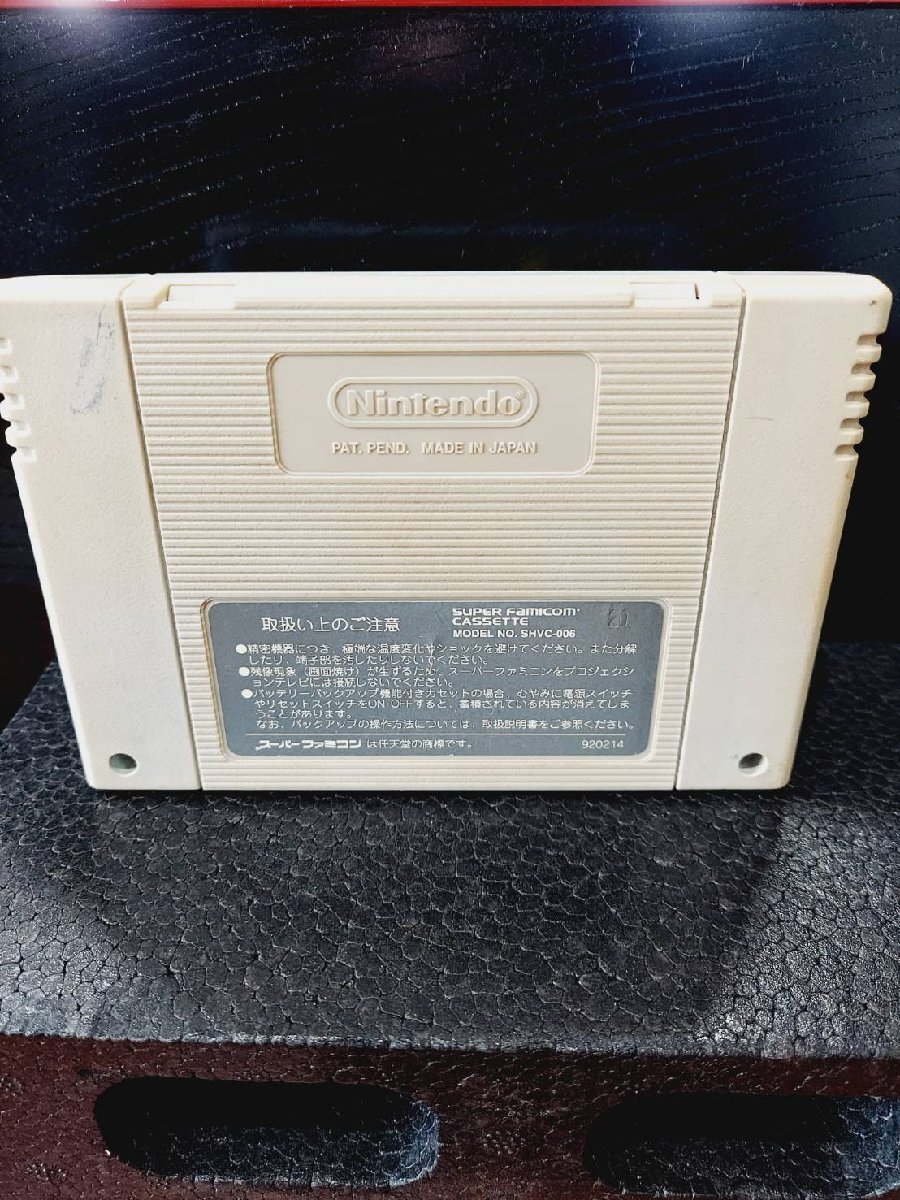 Nintendo®
PAT. PEND. MADE IN JAPAN
取扱い上のご注意
SUPER Famicom
CASSETTE
MODEL NO. SHVC-006
●精密機器につき、極端な温度変化やショックを避けてください。また分解
したり、端子部を汚したりしないでください。
●残像現象(画面焼け)が生ずるため、スーパーファミコンをプロジェクシ
ョンテレビには接続しないでください。
●バッテリーバックアップ機能付きカセットの場合、むやみに電源スイッチ
やリセットスイッチをON/OFFすると、蓄積されている内容が消えてしま
うことがあります。
なお、バックアップの操作方法については、取扱説明書をご参照ください。
スーパーファミコンは任天堂の商標です。
920214